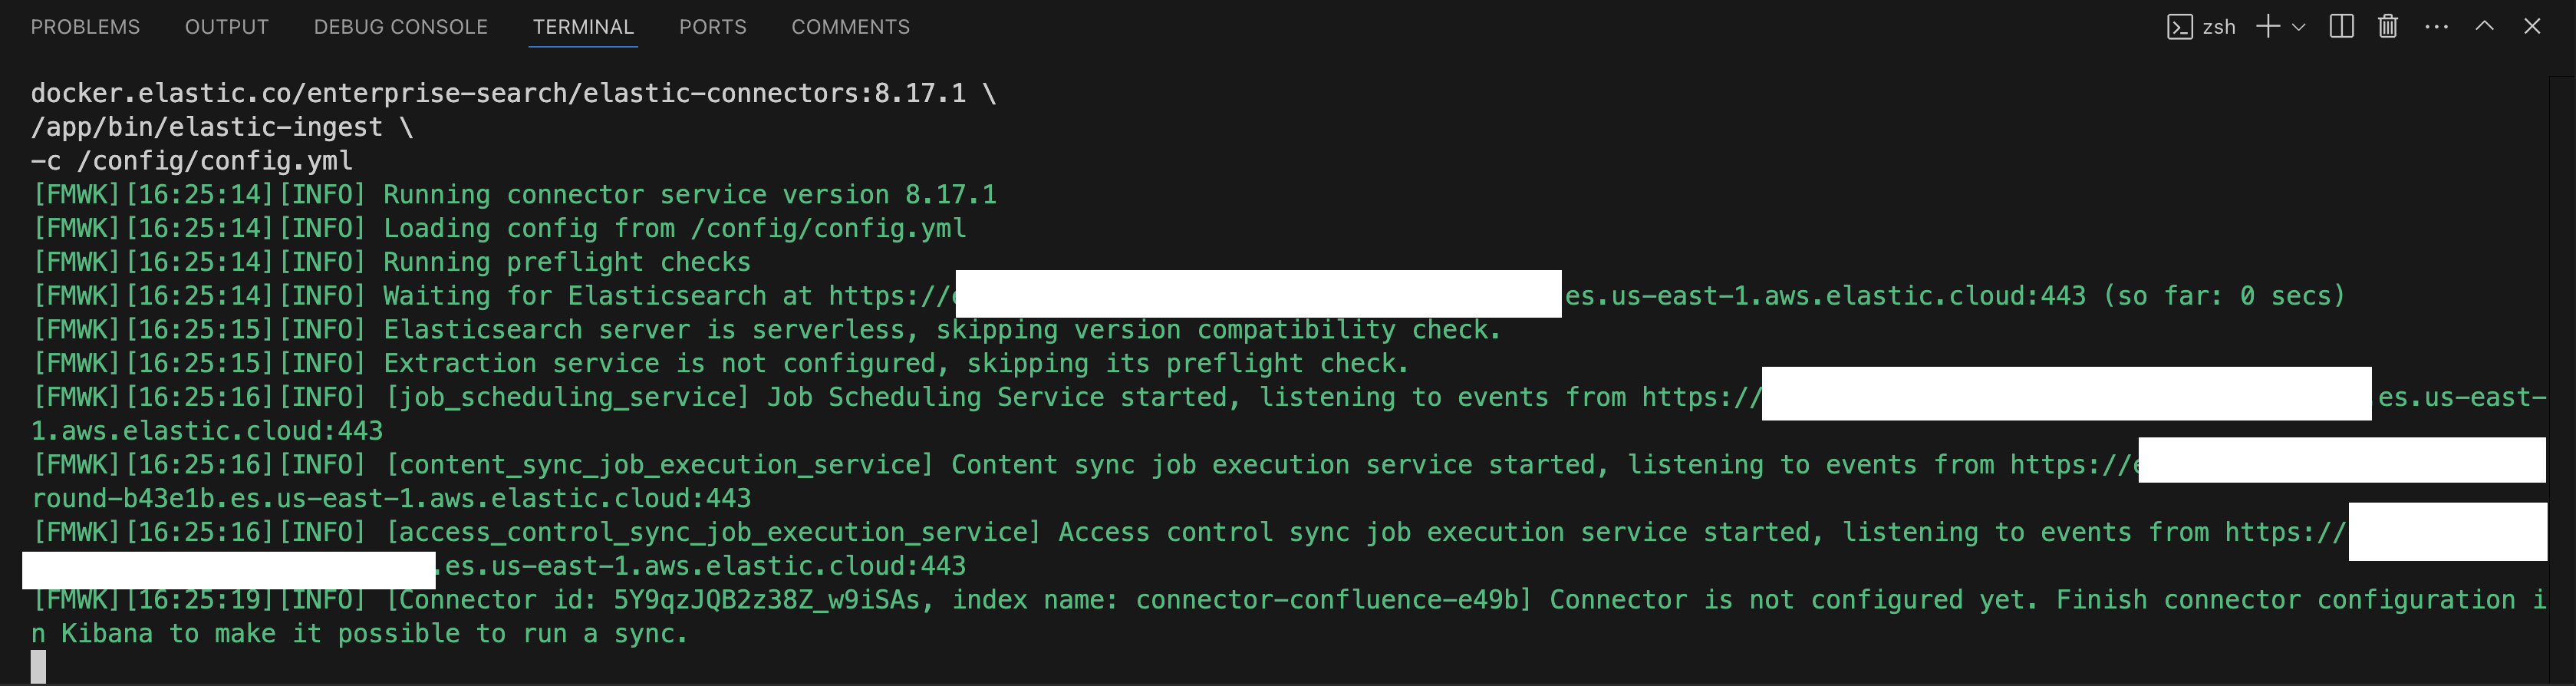 PROBLEMS OUTPUT DEBUG CONSOLE TERMINAL PORTS COMMENTS zsh
docker.elastic.co/enterprise-search/elastic-connectors:8.17.1 \
/app/bin/elastic-ingest \
-c /config/config.yml
[FMWK][16:25:14][INFO] Running connector service version 8.17.1
[FMWK][16:25:14][INFO] Loading config from /config/config.yml
[FMWK][16:25:14][INFO] Running preflight checks
[FMWK][16:25:14][INFO] Waiting for Elasticsearch at https:// es.us-east-1.aws.elastic.cloud:443 (so far: 0 secs)
[FMWK][16:25:15][INFO] Elasticsearch server is serverless, skipping version compatibility check.
[FMWK][16:25:15][INFO] Extraction service is not configured, skipping its preflight check.
[FMWK][16:25:16][INFO] [job_scheduling_service] Job Scheduling Service started, listening to events from https:// es.us-east-
1.aws.elastic.cloud:443
[FMWK][16:25:16][INFO] [content_sync_job_execution_service] Content sync job execution service started, listening to events from https://
round-b43e1b.es.us-east-1.aws.elastic.cloud:443
[FMWK][16:25:16][INFO] [access_control_sync_job_execution_service] Access control sync job execution service started, listening to events from https://
.es.us-east-1.aws.elastic.cloud:443
[FMWK][16:25:19][INFO] [Connector id: 5Y9qzJQB2z38Z_w9iSAs, index name: connector-confluence-e49b] Connector is not configured yet. Finish connector configuration i
n Kibana to make it possible to run a sync.